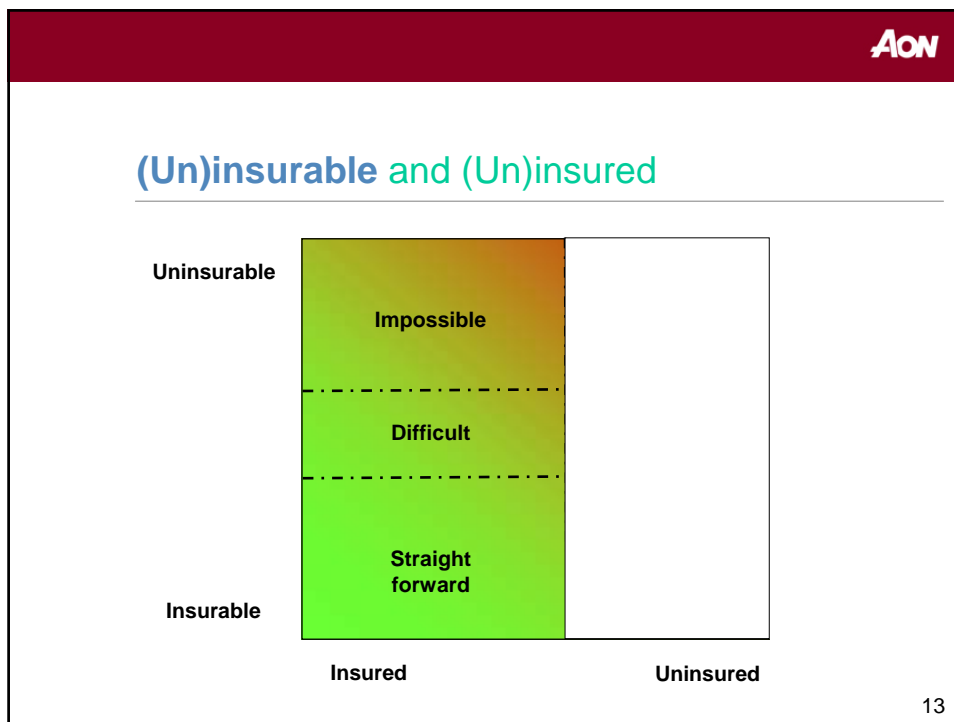 AON
(Un)insurable and (Un)insured
Uninsurable
Impossible
Difficult
Straight
forward
Insurable
Insured
Uninsured
13